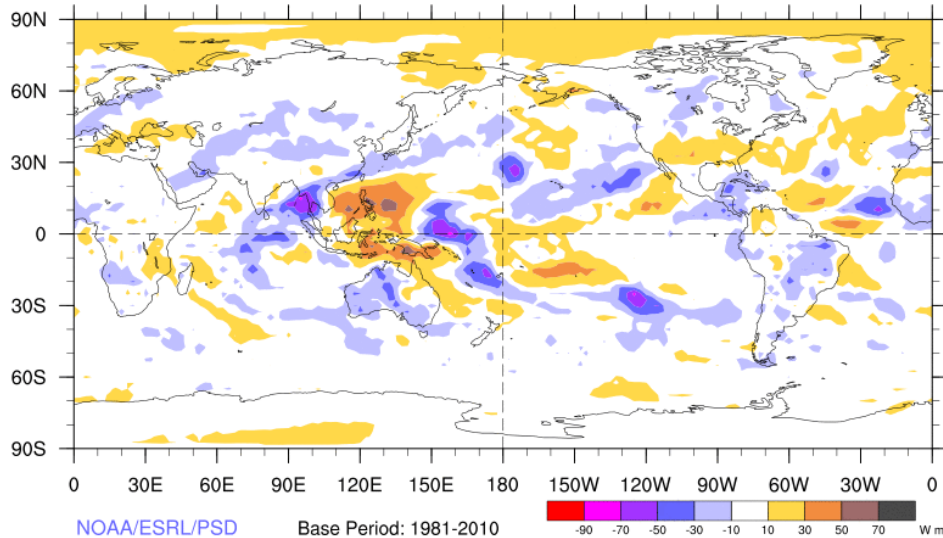 90N
60N
30N
0
30S
60S
90S
0 30E 60E 90E 120E 150E 180 150W 120W 90W 60W 30W 0
NOAA/ESRL/PSD Base Period: 1981-2010
-90 -70 -50 -30 -10 10 30 50 70 W m